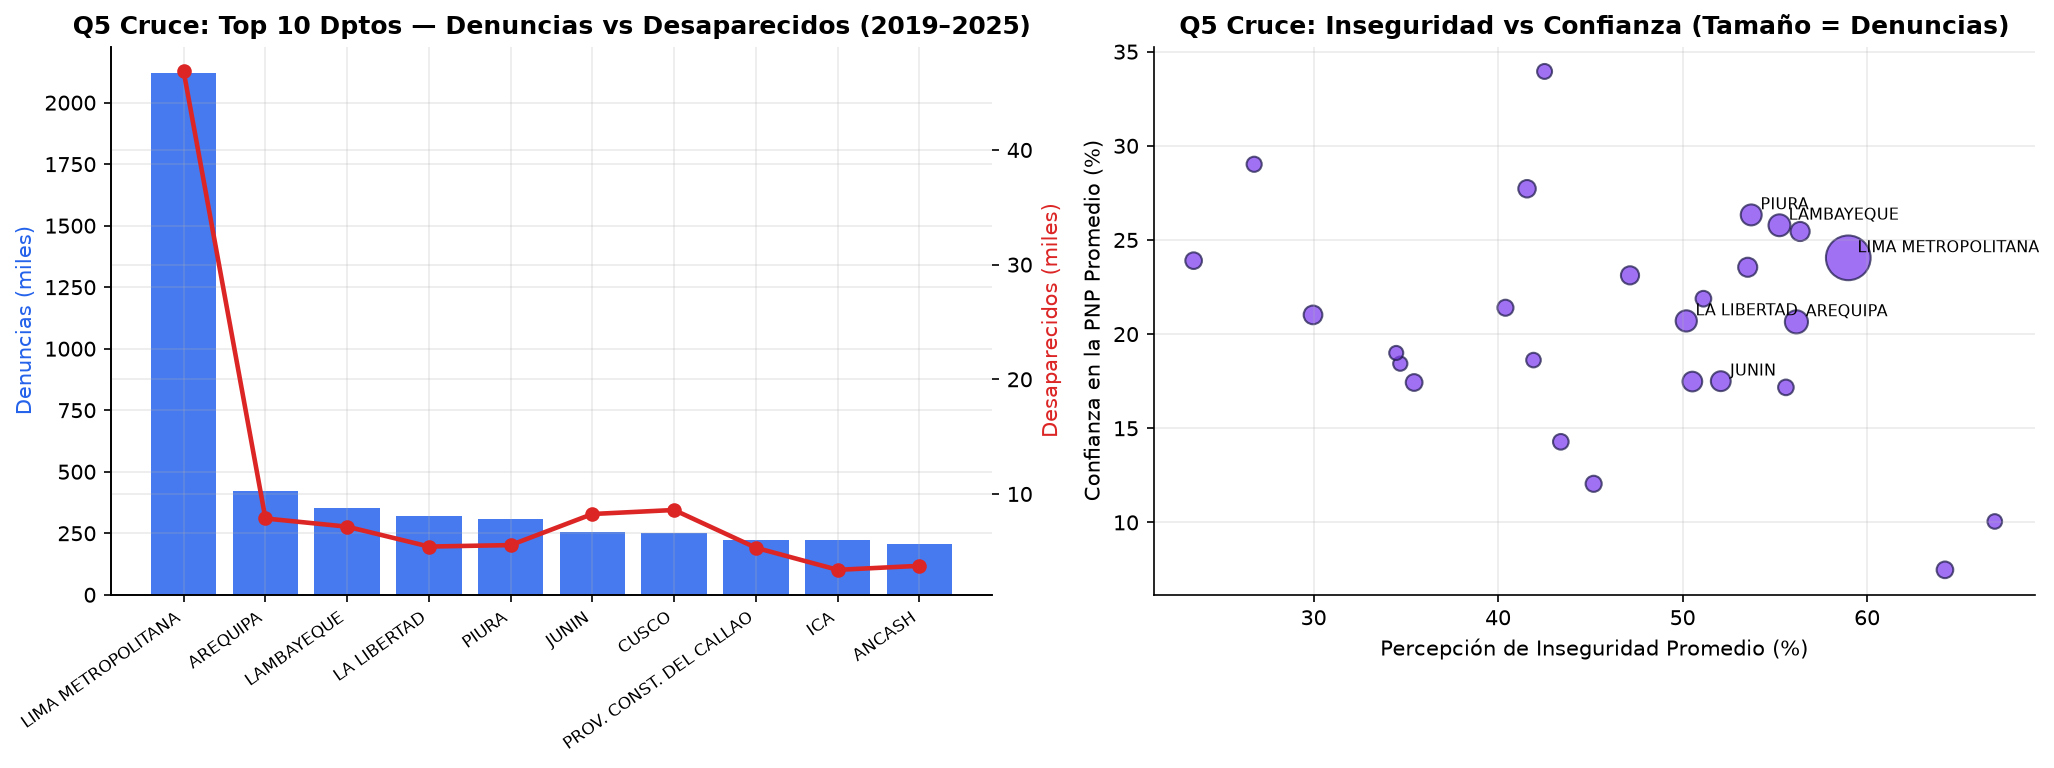 Q5 Cruce: Top 10 Dptos — Denuncias vs Desaparecidos (2019–2025)
Denuncias (miles)
2000
1750
1500
1250
1000
750
500
250
0
40
30
20
10
Desaparecidos (miles)
LIMA METROPOLITANA
AREQUIPA
LAMBAYEQUE
LA LIBERTAD
PIURA
JUNIN
CUSCO
PROV. CONST. DEL CALLAO
ICA
ANCASH
Q5 Cruce: Inseguridad vs Confianza (Tamaño = Denuncias)
Confianza en la PNP Promedio (%)
35
30
25
20
15
10
PIURA
LAMBAYEQUE
LIMA METROPOLITANA
LA LIBERTAD
AREQUIPA
JUNIN
30
40
50
60
Percepción de Inseguridad Promedio (%)